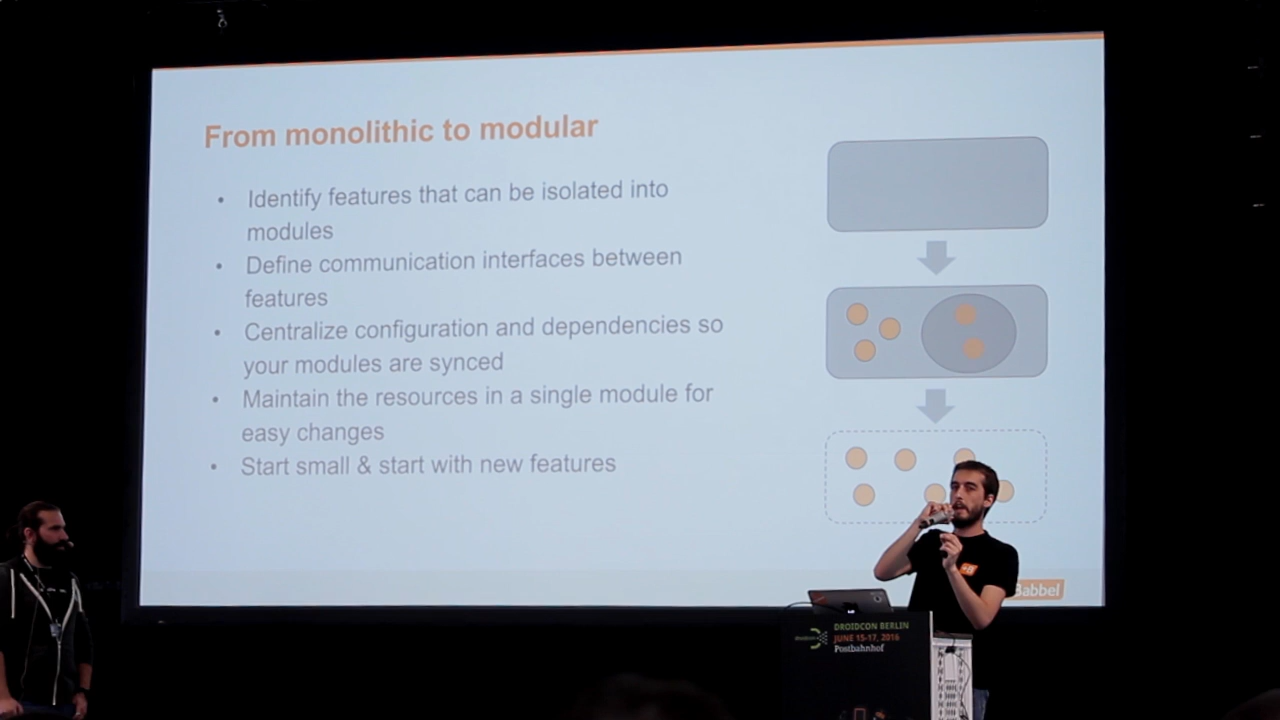 From monolithic to modular
• Identify features that can be isolated into
modules
• Define communication interfaces between
features
• Centralize configuration and dependencies so
your modules are synced
• Maintain the resources in a single module for
easy changes
• Start small & start with new features
Babbel
DROIDCON BERLIN
JUNE 15-17, 2016
Postbahnhof